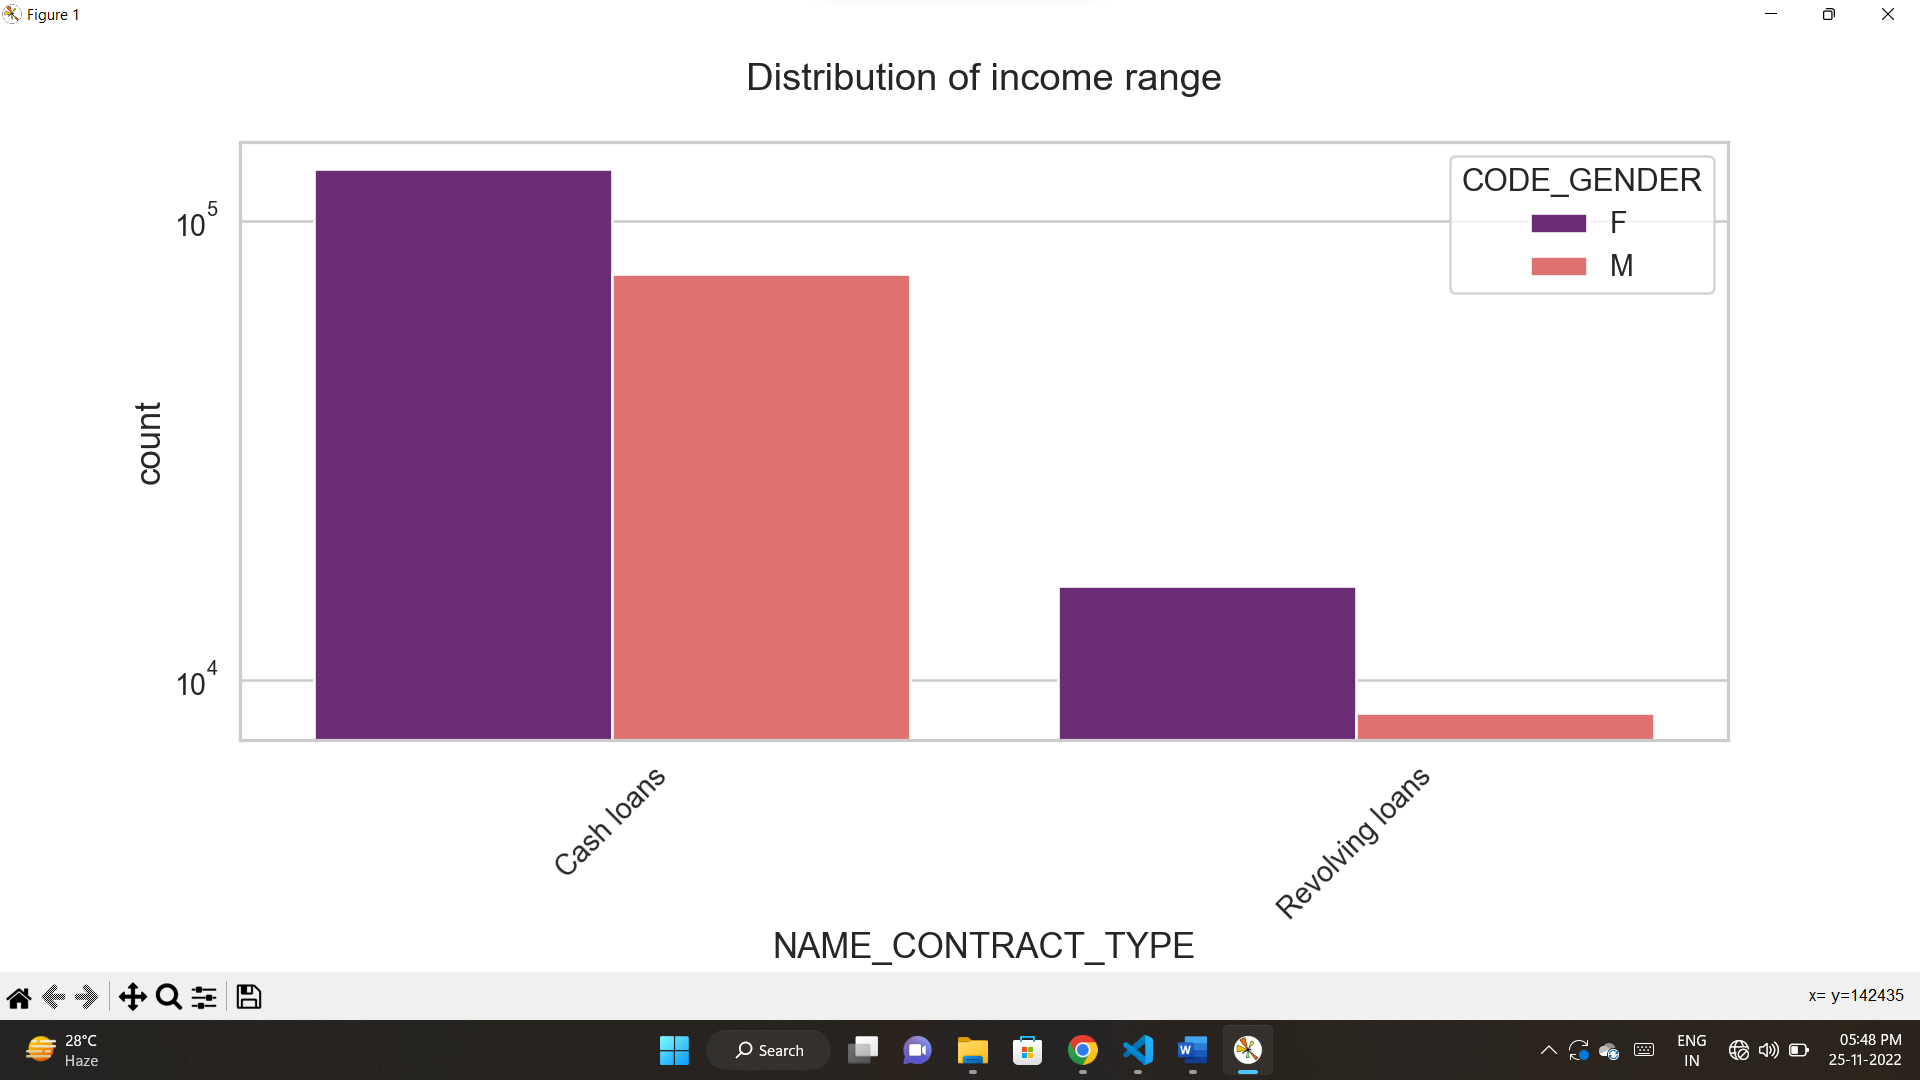 Figure 1
Distribution of income range
CODE_GENDER
F
M
10^5
10^4
count
Cash loans
Revolving loans
NAME_CONTRACT_TYPE
x= y=142435
28°C
Haze
Search
W
ENG
IN
05:48 PM
25-11-2022